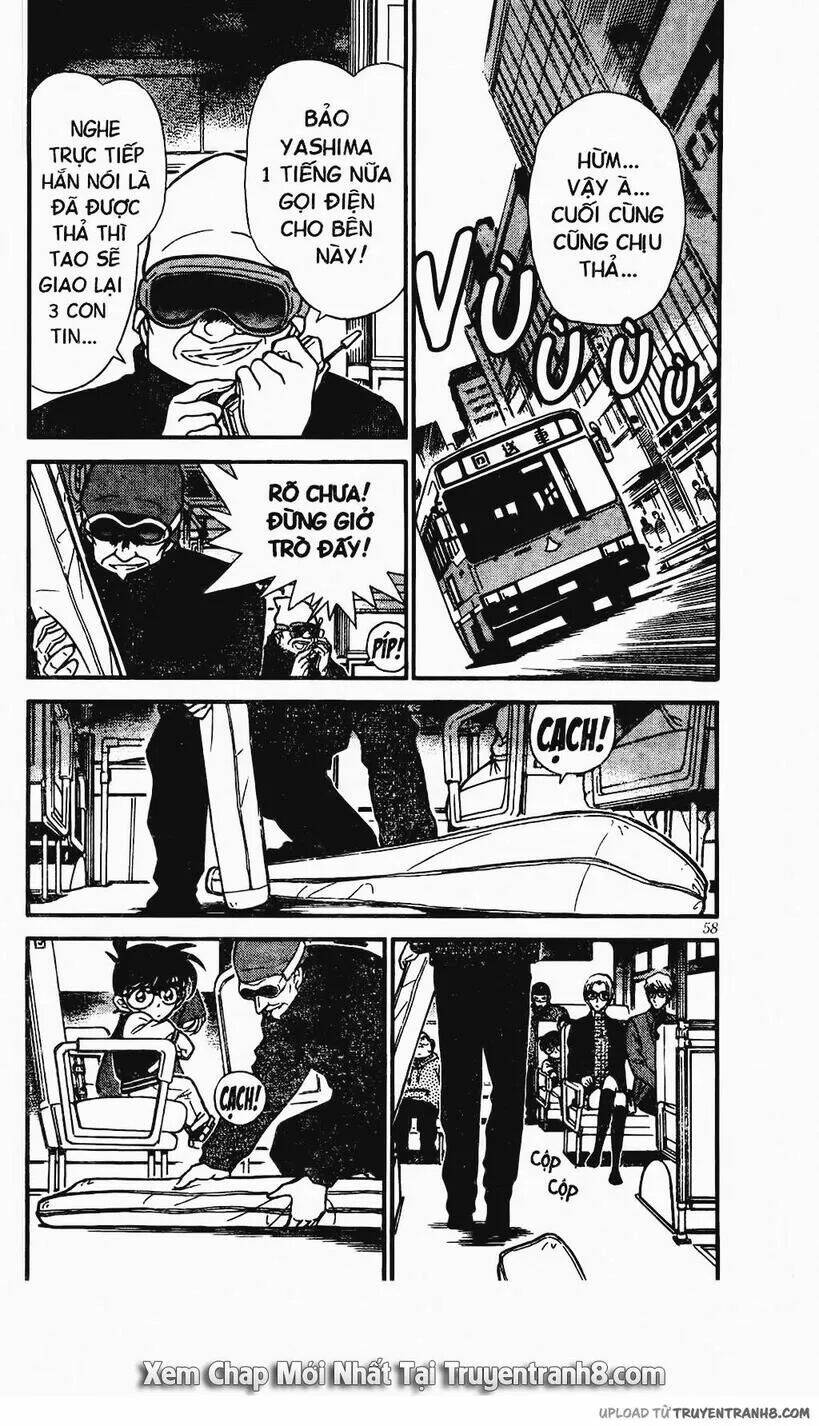 HỪM...
VẬY À...
CUỐI CÙNG
CŨNG CHỊU
THẢ...
VÙ Ù Ù Ù Ù
回送車
BẢO
YASHIMA
1 TIẾNG NỮA
GỌI ĐIỆN
CHO BÊN
NÀY!
NGHE
TRỰC TIẾP
HẮN NÓI LÀ
ĐÃ ĐƯỢC
THẢ THÌ
TAO SẼ
GIAO LẠI
3 CON
TIN...
RÕ CHƯA!
ĐỪNG GIỞ
TRÒ ĐẤY!
PÍP!
CẠCH!
58
CẠCH!
CỘP
CỘP
Xem Chap Mới Nhất Tại Truyentranh8.com
UPLOAD TỪ TRUYENTRANH8.COM